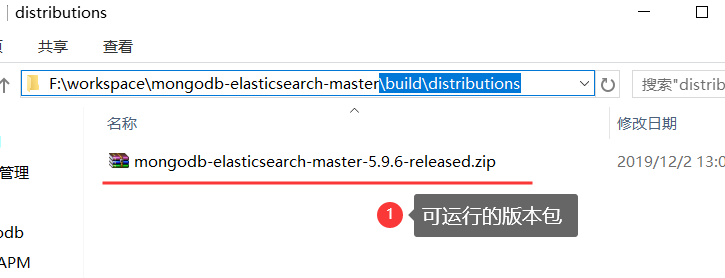 distributions
共享 查看
F:\workspace\mongodb-elasticsearch-master\build\distributions
搜索"distrib
名称 修改日期
mongodb-elasticsearch-master-5.9.6-released.zip 2019/12/2 13:0
管理
1 可运行的版本包
odb
APM